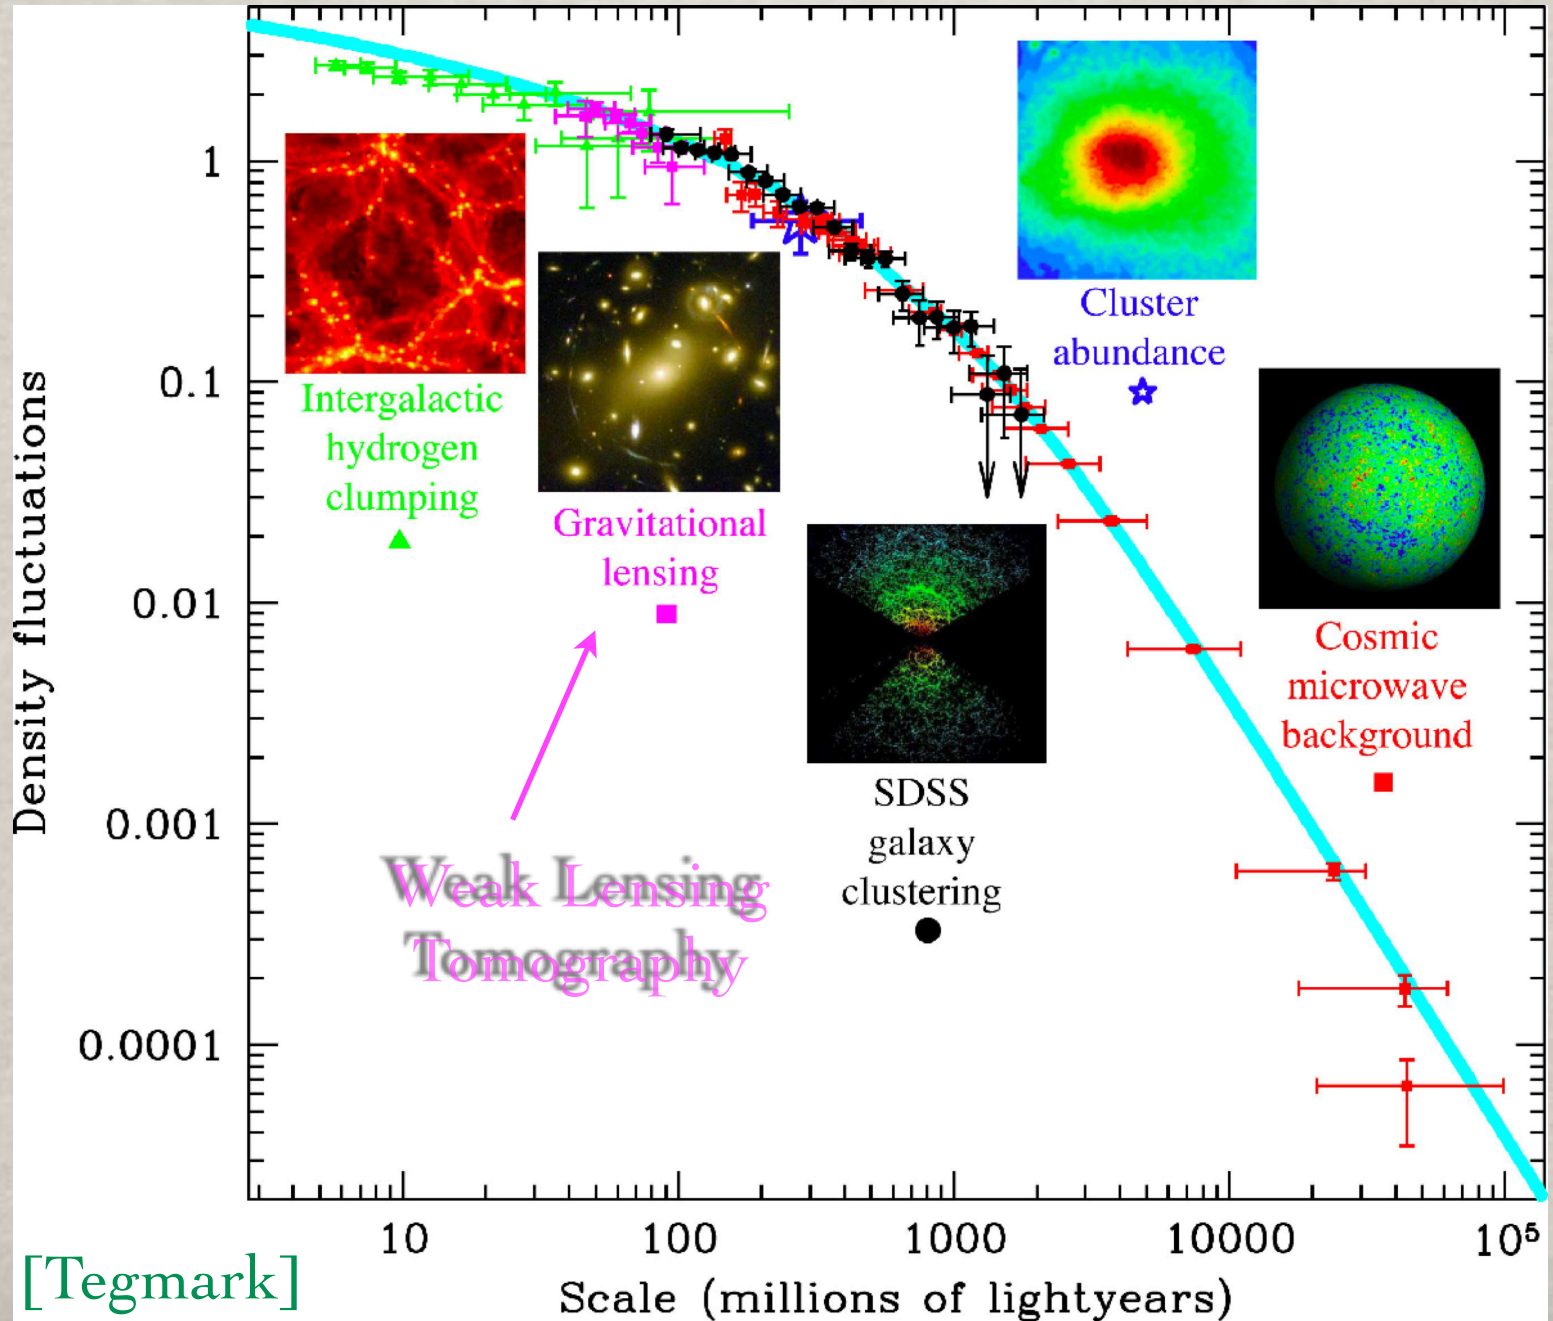 Density fluctuations
1
0.1
0.01
0.001
0.0001
Intergalactic
hydrogen
clumping
Gravitational
lensing
Cluster
abundance
Cosmic
microwave
background
SDSS
galaxy
clustering
Weak Lensing
Tomography
10
100
1000
10000
10⁵
Scale (millions of lightyears)
[Tegmark]